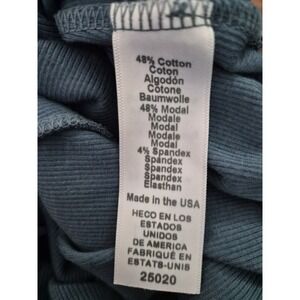 48% Cotton
Coton
Algodón
Cotone
Baumwolle
48% Modal
Modale
Modal
Modale
Modal
4% Spandex
Spándex
Spandex
Spandex
Elasthan
Made in the USA
HECO EN LOS
ESTADOS
UNIDOS
DE AMERICA
FABRIQUÉ EN
ESTATS-UNIS
25020